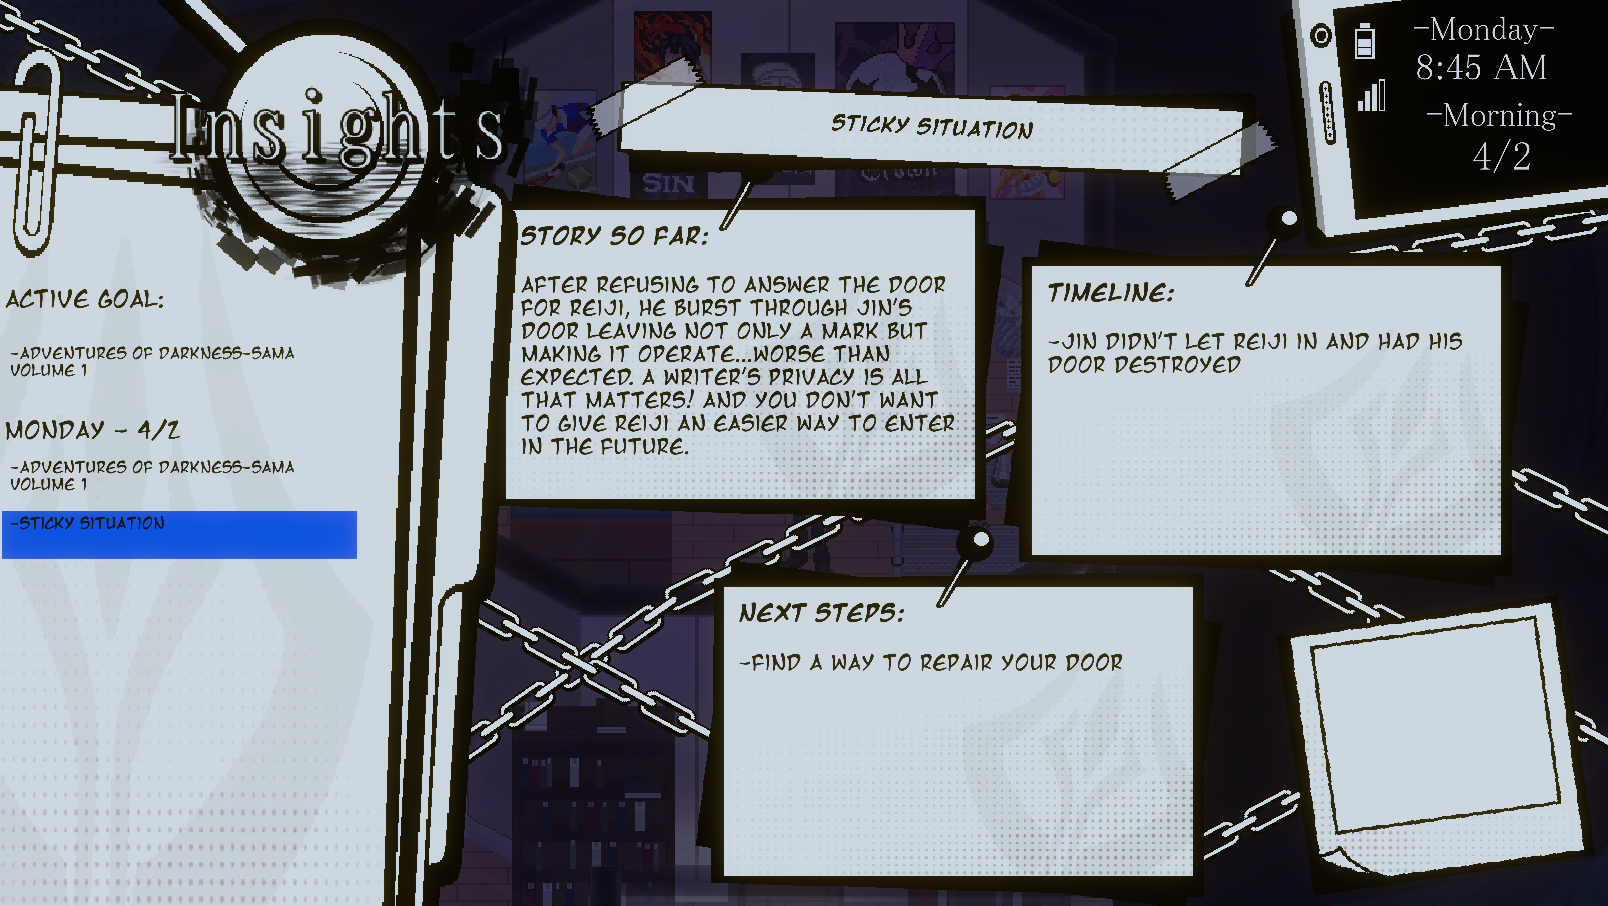 Insights
ACTIVE GOAL:
-ADVENTURES OF DARKNESS-SAMA
VOLUME 1
MONDAY - 4/2
-ADVENTURES OF DARKNESS-SAMA
VOLUME 1
-STICKY SITUATION
STICKY SITUATION
SIN
Crown
-Monday-
8:45 AM
-Morning-
4/2
STORY SO FAR:
AFTER REFUSING TO ANSWER THE DOOR
FOR REIJI, HE BURST THROUGH JIN'S
DOOR LEAVING NOT ONLY A MARK BUT
MAKING IT OPERATE...WORSE THAN
EXPECTED. A WRITER'S PRIVACY IS ALL
THAT MATTERS! AND YOU DON'T WANT
TO GIVE REIJI AN EASIER WAY TO ENTER
IN THE FUTURE.
TIMELINE:
-JIN DIDN'T LET REIJI IN AND HAD HIS
DOOR DESTROYED
NEXT STEPS:
-FIND A WAY TO REPAIR YOUR DOOR